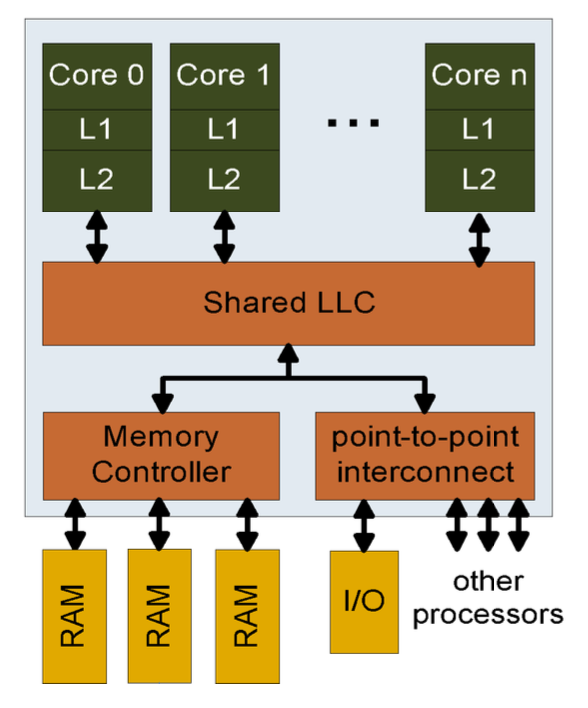 Core 0
Core 1
...
Core n
L1
L1
L1
L2
L2
L2
Shared LLC
Memory
Controller
point-to-point
interconnect
RAM
RAM
RAM
I/O
other
processors